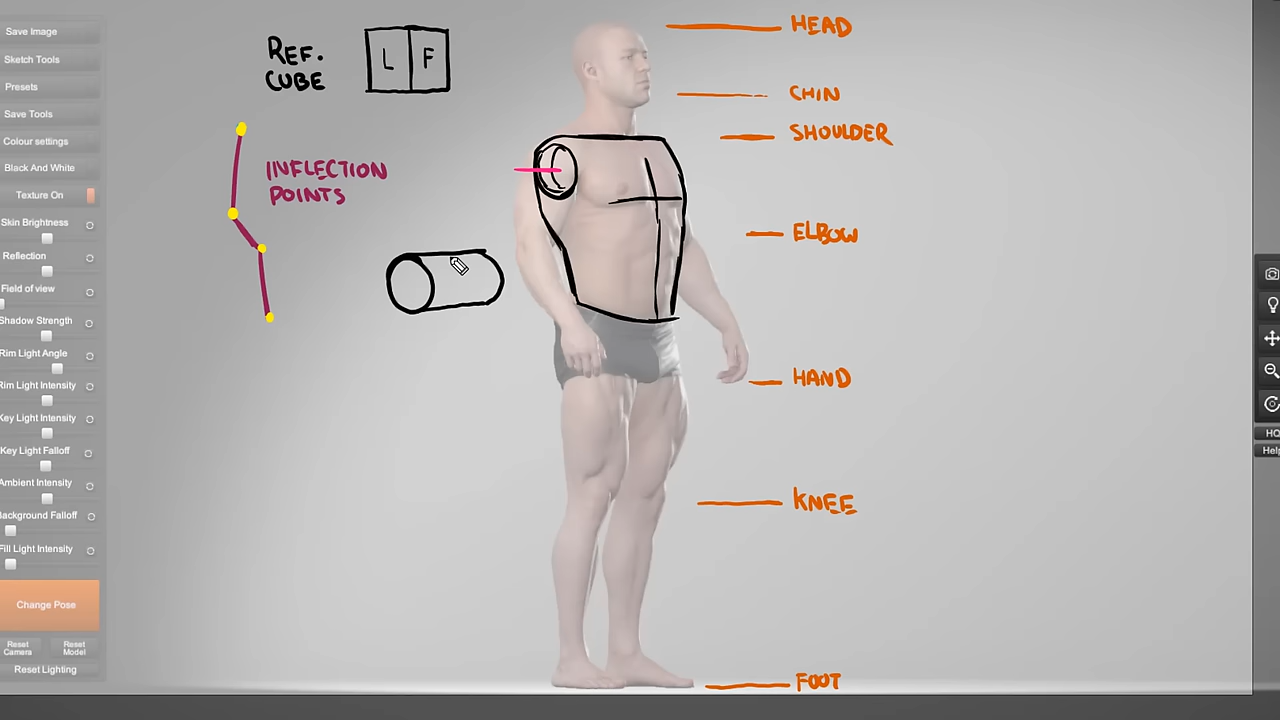 Save Image
Sketch Tools
Presets
Save Tools
Colour settings
Black And White
Texture On
Skin Brightness
Reflection
Field of view
Shadow Strength
Rim Light Angle
Rim Light Intensity
Key Light Intensity
Key Light Falloff
Ambient Intensity
Background Falloff
Fill Light Intensity
Change Pose
Reset Camera
Reset Model
Reset Lighting
REF.
CUBE
L F
INFLECTION
POINTS
HEAD
CHIN
SHOULDER
ELBOW
HAND
KNEE
FOOT
HO
Help